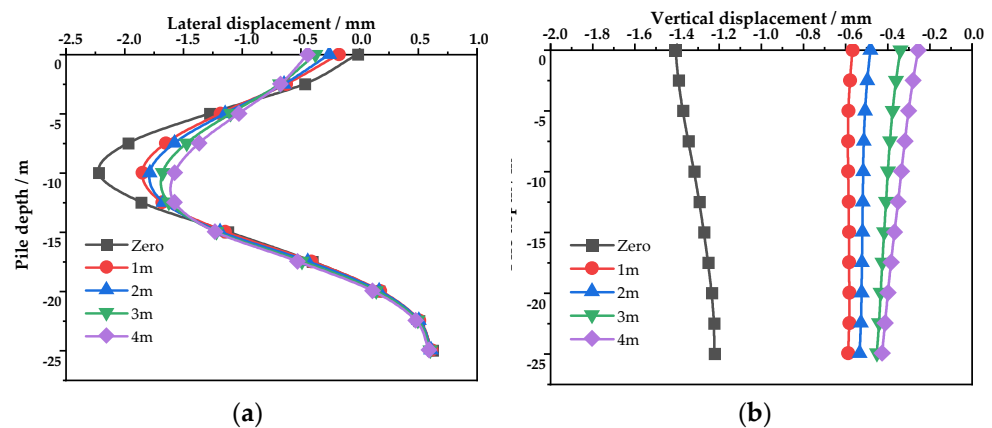 Lateral displacement / mm
-2.5 -2.0 -1.5 -1.0 -0.5 0.0 0.5 1.0
0
-5
-10
-15
-20
-25
Pile depth / m
Zero
1m
2m
3m
4m
(a)
Vertical displacement / mm
-2.0 -1.8 -1.6 -1.4 -1.2 -1.0 -0.8 -0.6 -0.4 -0.2 0.0
0
-5
-10
-15
-20
-25
Zero
1m
2m
3m
4m
(b)